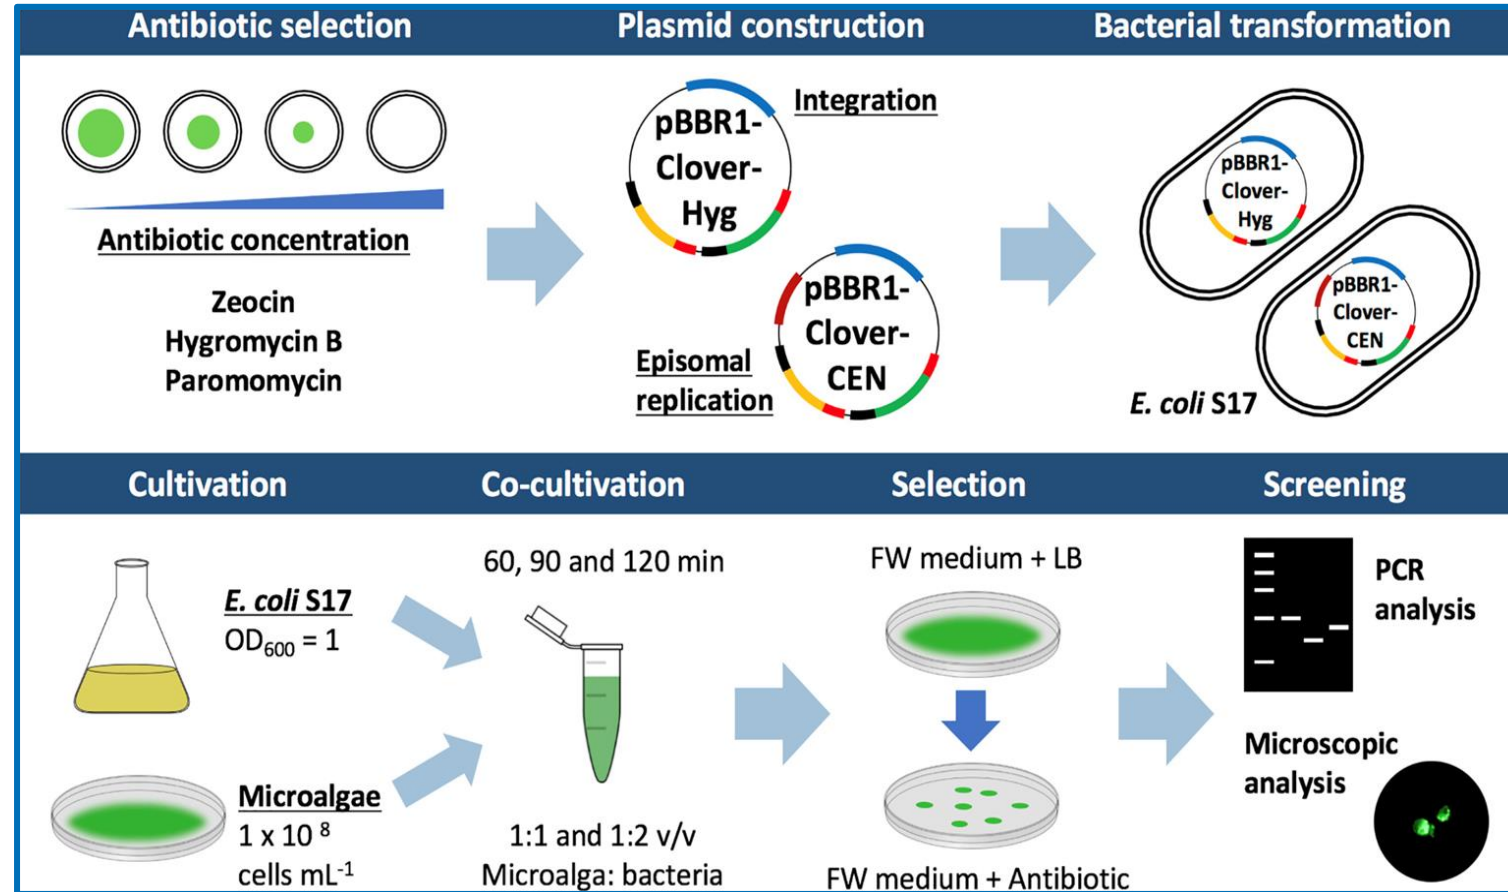 Antibiotic selection
Plasmid construction
Bacterial transformation
Antibiotic concentration
Zeocin
Hygromycin B
Paromomycin
pBBR1-
Clover-
Hyg
Integration
pBBR1-
Clover-
CEN
Episomal
replication
pBBR1-
Clover-
Hyg
pBBR1-
Clover-
CEN
E. coli S17
Cultivation
Co-cultivation
Selection
Screening
E. coli S17
OD600 = 1
Microalgae
1 x 10 8
cells mL-1
60, 90 and 120 min
1:1 and 1:2 v/v
Microalga: bacteria
FW medium + LB
FW medium + Antibiotic
PCR
analysis
Microscopic
analysis